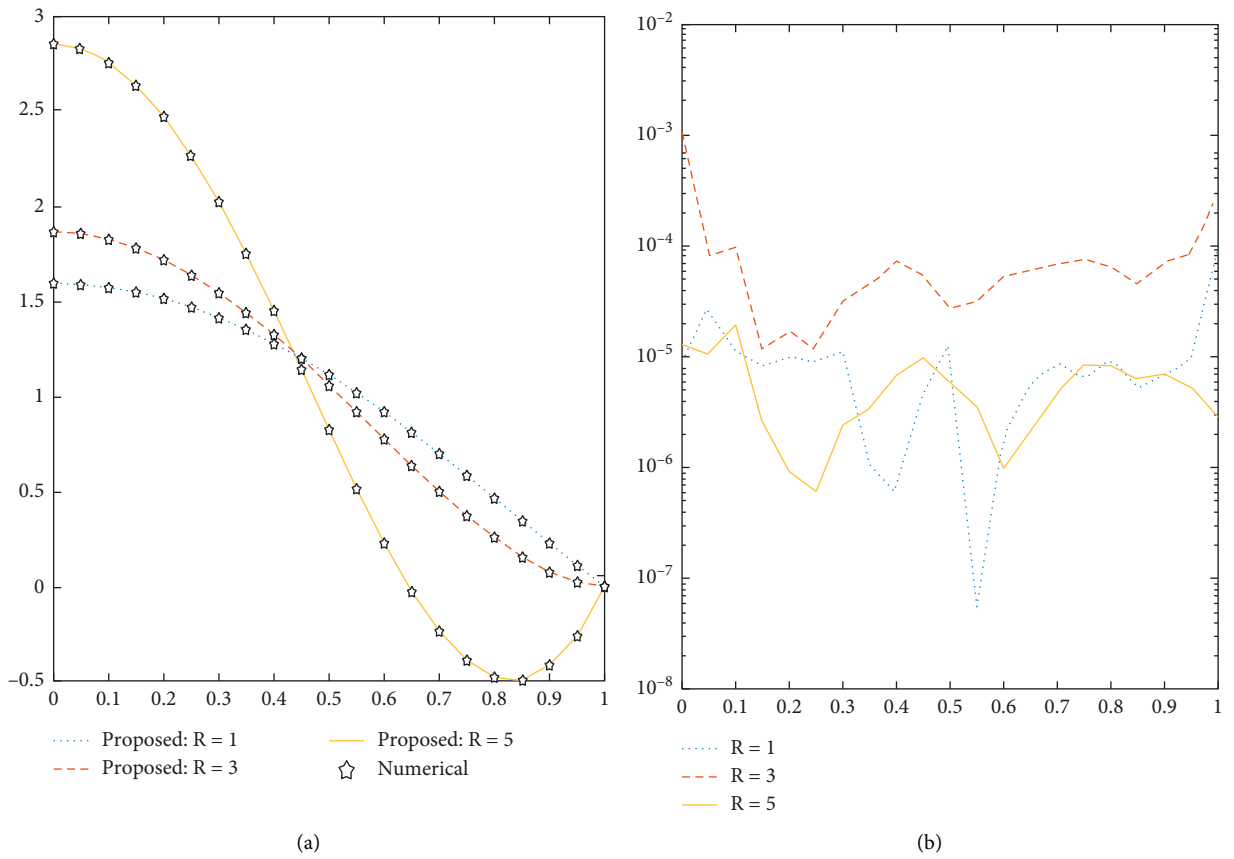 3
2.5
2
1.5
1
0.5
0
−0.5
0 0.1 0.2 0.3 0.4 0.5 0.6 0.7 0.8 0.9 1
Proposed: R = 1
Proposed: R = 3
Proposed: R = 5
Numerical
(a)
10−2
10−3
10−4
10−5
10−6
10−7
10−8
0 0.1 0.2 0.3 0.4 0.5 0.6 0.7 0.8 0.9 1
R = 1
R = 3
R = 5
(b)